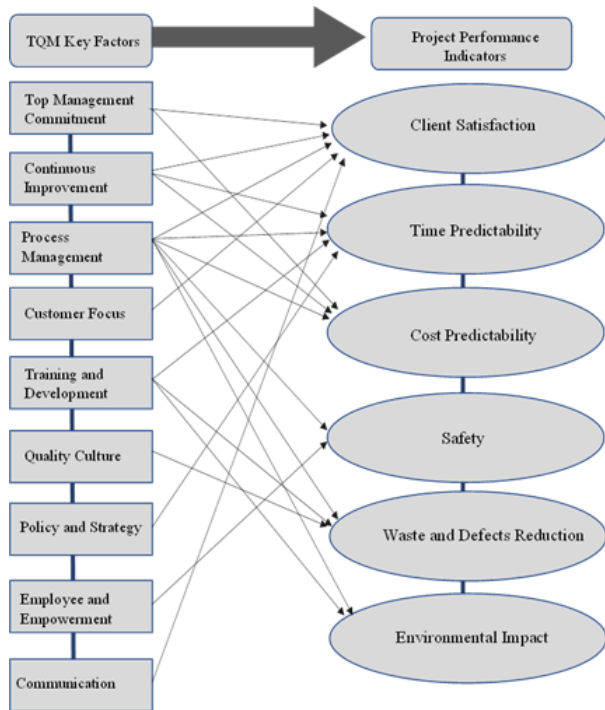 TQM Key Factors
Project Performance
Indicators
Top Management
Commitment
Continuous
Improvement
Process
Management
Customer Focus
Training and
Development
Quality Culture
Policy and Strategy
Employee and
Empowerment
Communication
Client Satisfaction
Time Predictability
Cost Predictability
Safety
Waste and Defects Reduction
Environmental Impact